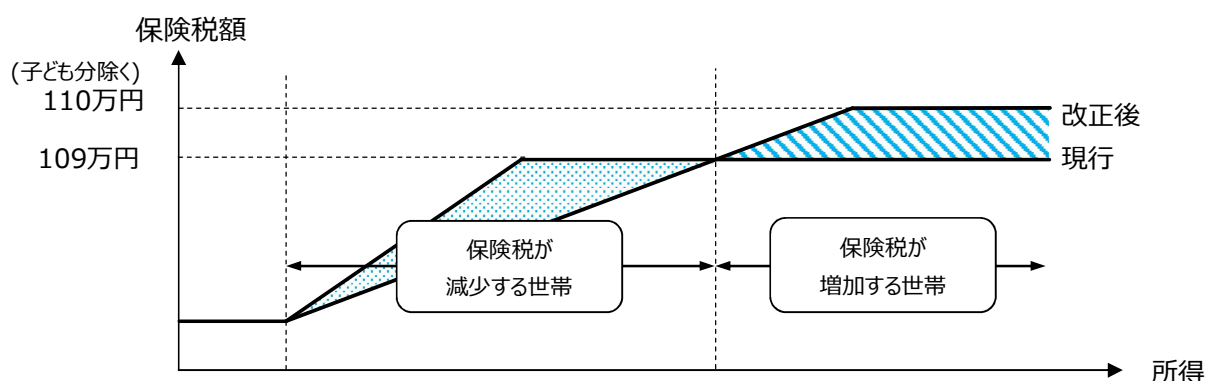 保険税額
(子ども分除く)
110万円
109万円
改正後
現行
保険税が
減少する世帯
保険税が
増加する世帯
所得